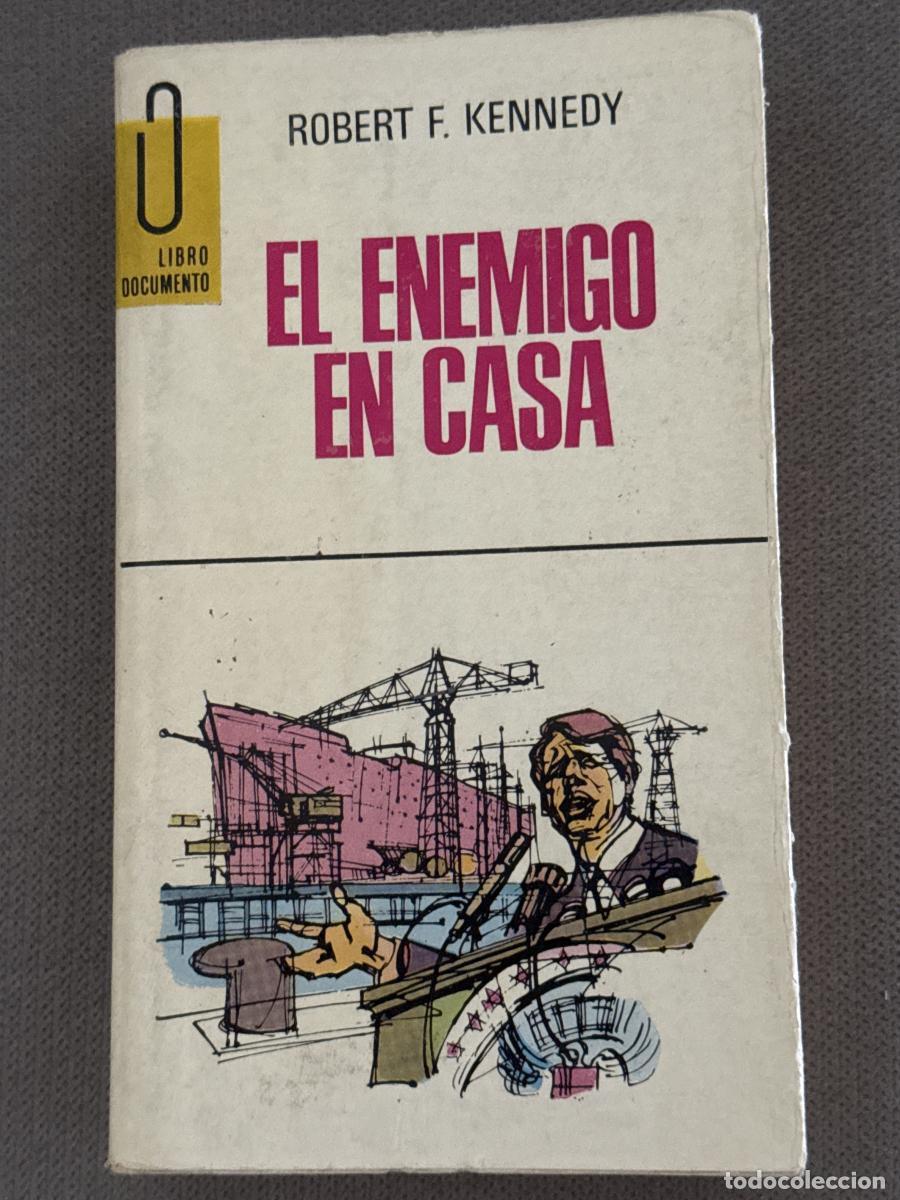 ROBERT F. KENNEDY
LIBRO
DOCUMENTO
EL ENEMIGO
EN CASA
todocoleccion